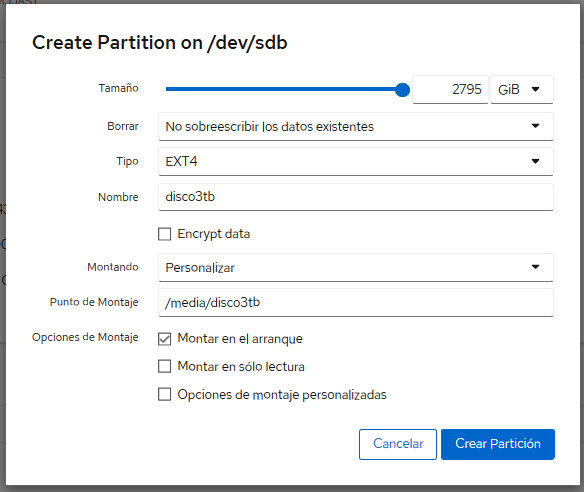 Create Partition on /dev/sdb
Tamaño 2795 GiB
Borrar No sobreescribir los datos existentes
Tipo EXT4
Nombre disco3tb
Encrypt data
Montando Personalizar
Punto de Montaje /media/disco3tb
Opciones de Montaje Montar en el arranque
Montar en sólo lectura
Opciones de montaje personalizadas
Cancelar Crear Partición